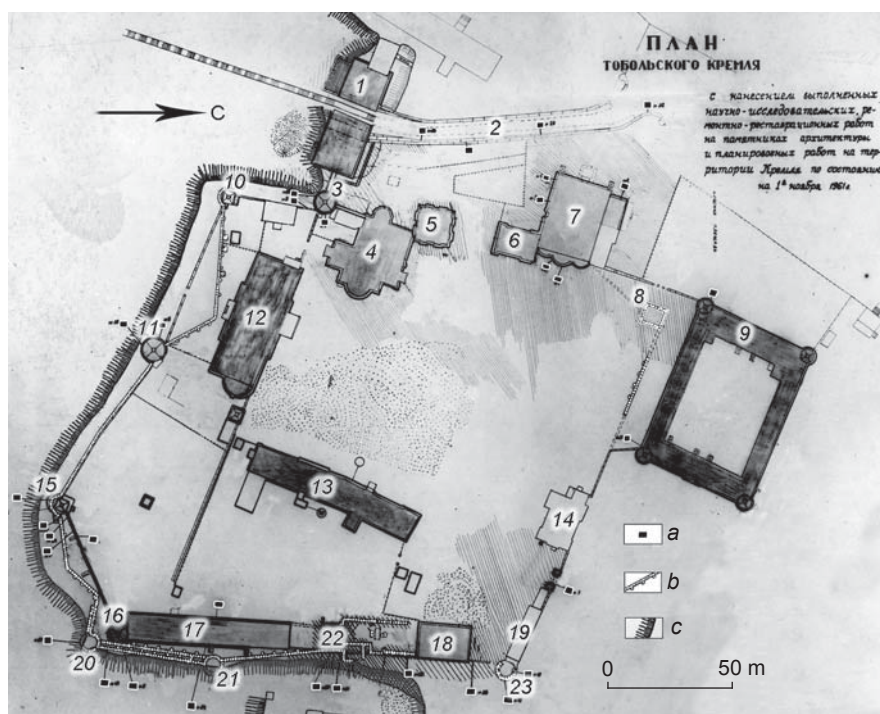 ПЛАН
ТОБОЛЬСКОГО КРЕМЛЯ
С нанесением выполненных
научно-исследовательских, ре-
монтно-реставрационных работ
на памятниках архитектуры
и планировочных работ на тер-
ритории Кремля по состоянию
на 1ᵉ ноября 1961г.
С
1
2
3
10
4
5
6
7
8
9
11
12
13
14
15
16
17
18
19
20
21
22
23
a
b
c
0 50 m